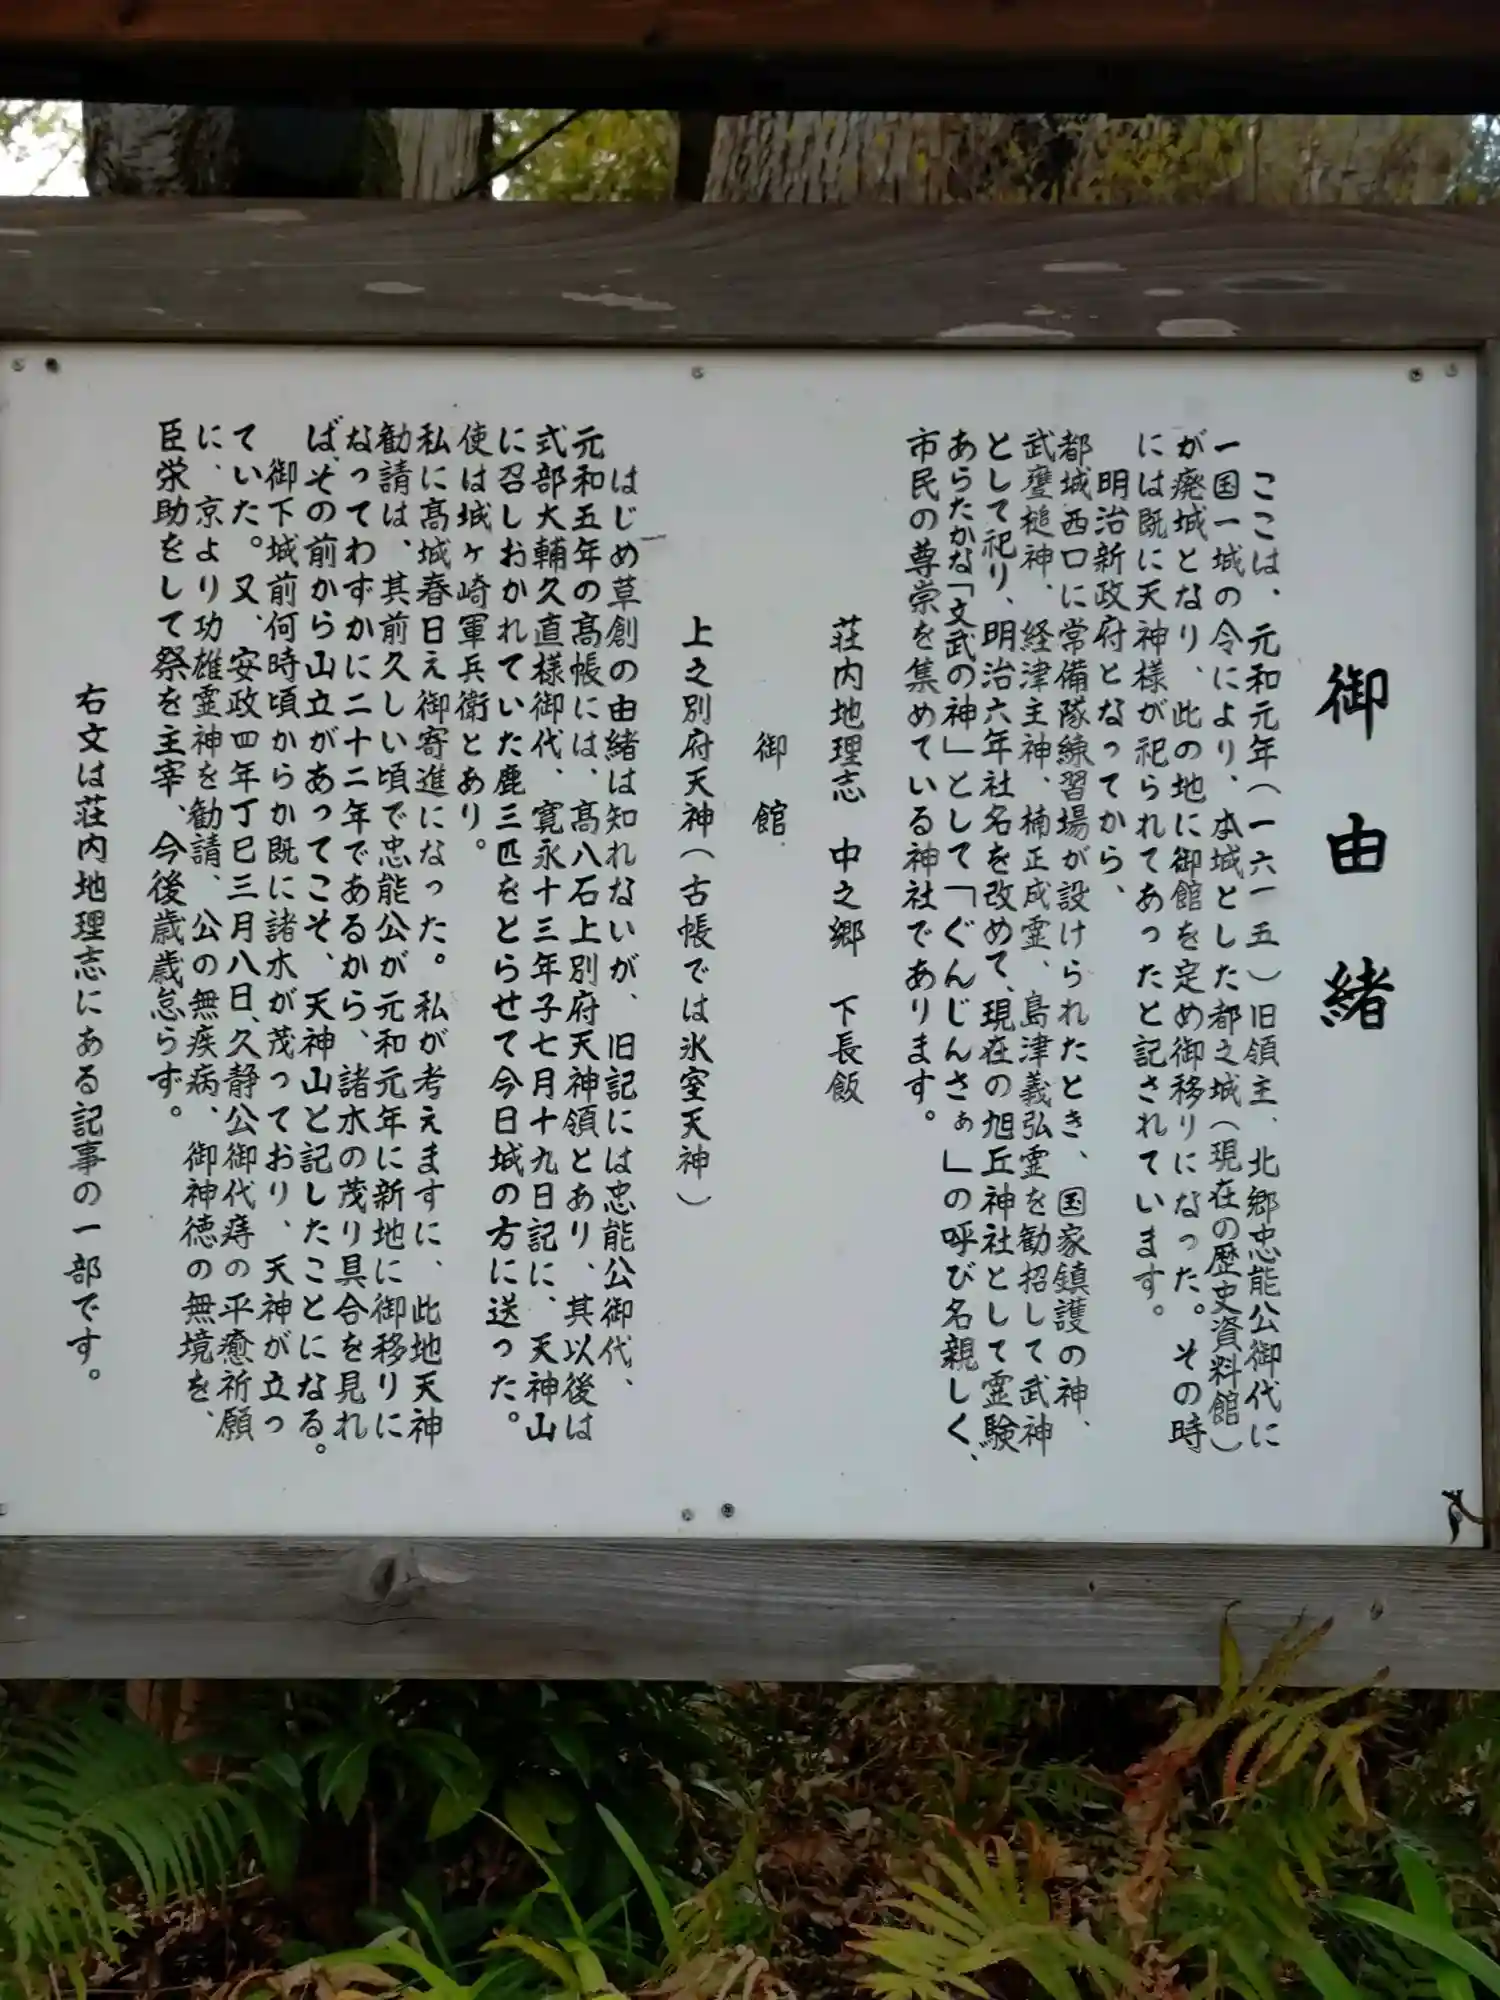 御由緒
ここは、元和元年（一六一五）旧領主、北郷忠能公御代に
一国一城の令により、本城とした都之城（現在の歴史資料館）
が廃城となり、此の地に御館を定め御移りになった。その時
には既に天神様が祀られてあったと記されています。
明治新政府となってから、
都城西口に常備隊練習場が設けられたとき、国家鎮護の神、
武甕槌神、経津主神、楠正成霊、島津義弘霊を勧招して武神
として祀り、明治六年社名を改めて、現在の旭丘神社として霊験
あらたかな「文武の神」として「ぐんじんさぁ」の呼び名親しく、
市民の尊崇を集めている神社であります。
荘内地理志 中之郷 下長飯
御館
上之別府天神（古帳では氷室天神）
はじめ草創の由緒は知れないが、旧記には忠能公御代、
元和五年の高帳には、高八石上別府天神領とあり、其以後は
式部大輔久直様御代、寛永十三年子七月十九日記に、天神山
に召しおかれていた鹿三匹をとらせて今日城の方に送った。
使は城ヶ崎軍兵衛とあり。
私に高城春日え御寄進になった。私が考えますに、此地天神
勧請は、其前久しい頃で忠能公が元和元年に新地に御移りに
なってわずかに二十二年であるから、諸木の茂り具合を見れ
ば、その前から山立があってこそ、天神山と記したことになる。
御下城前何時頃からか既に諸木が茂っており、天神が立っ
ていた。又、安政四年丁巳三月八日、久静公御代痔の平癒祈願
に、京より功雄霊神を勧請、公の無疾病、御神徳の無境を、
臣栄助をして祭を主宰、今後歳歳怠らず。
右文は荘内地理志にある記事の一部です。